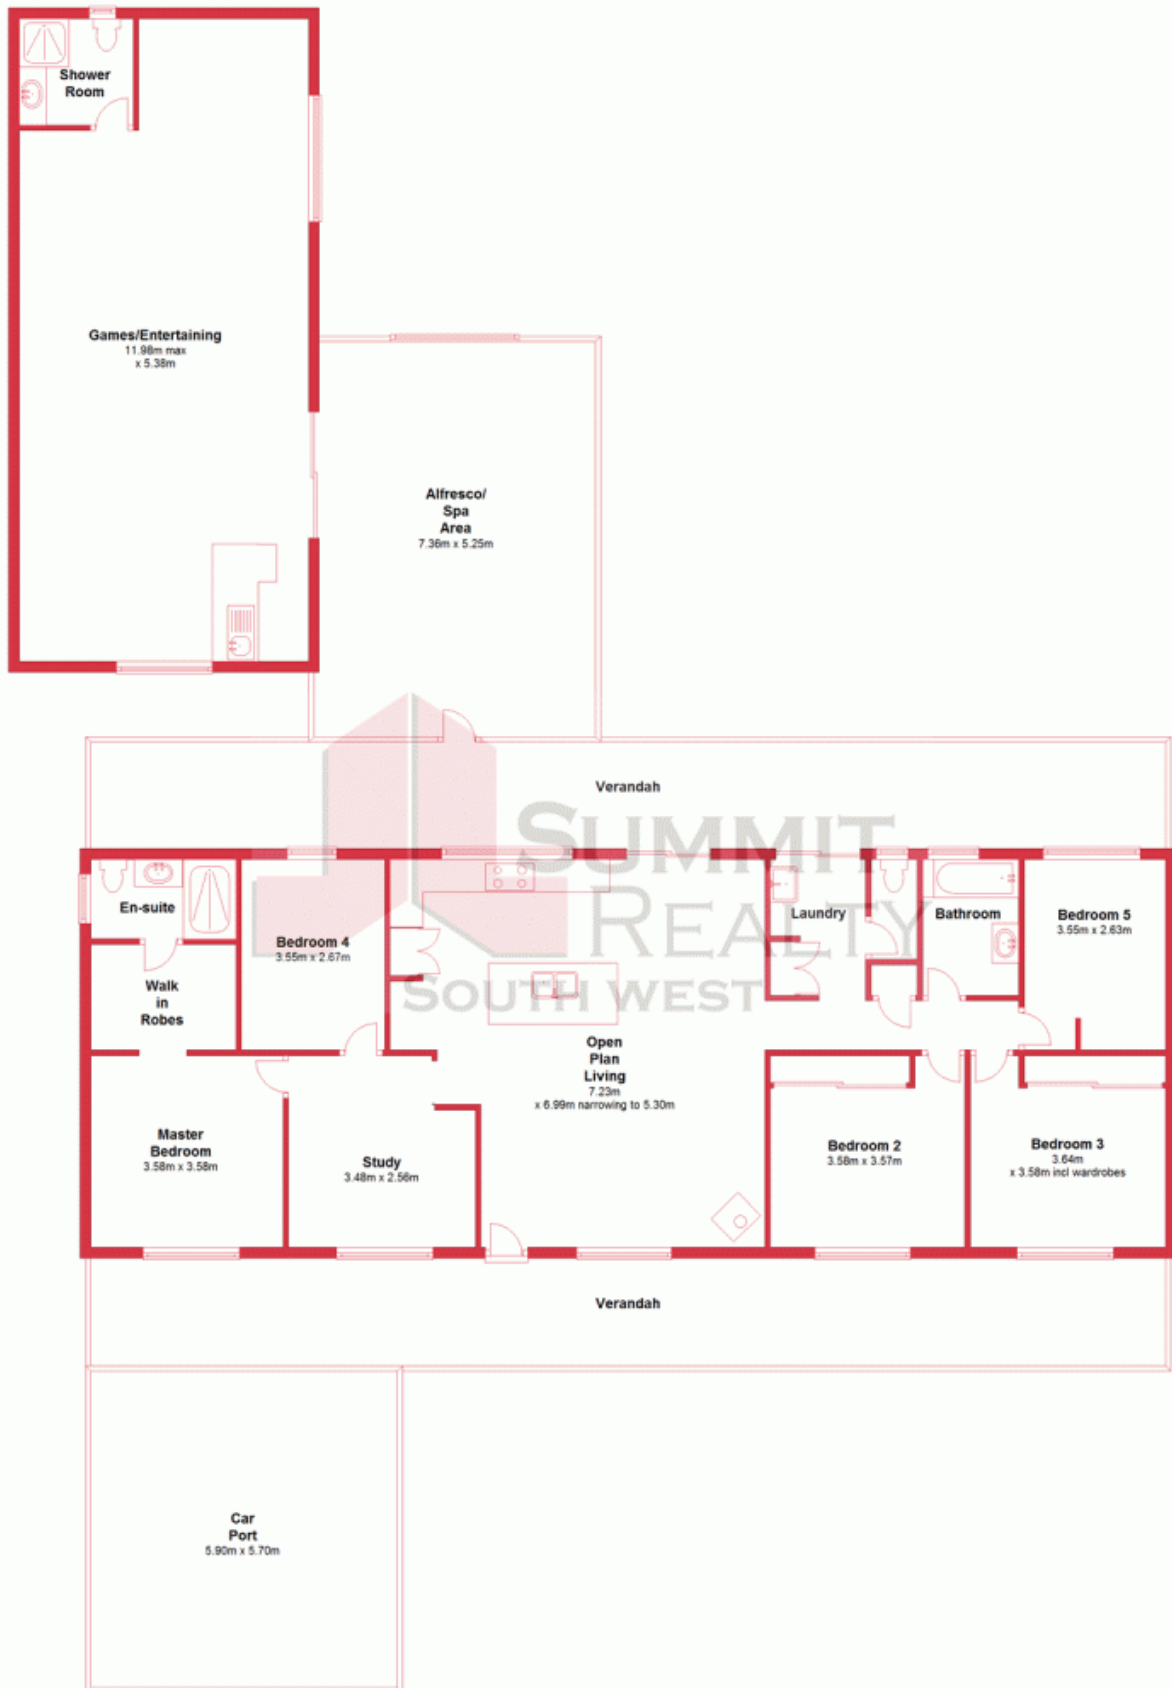 Shower
Room
Games/Entertaining
11.98m max
x 5.38m
Alfresco/
Spa
Area
7.36m x 5.25m
Verandah
SUMMIT
REALTY
SOUTH WEST
En-suite
Walk
in
Robes
Bedroom 4
3.55m x 2.67m
Laundry
Bathroom
Bedroom 5
3.55m x 2.63m
Open
Plan
Living
7.23m
x 6.99m narrowing to 5.30m
Master
Bedroom
3.58m x 3.58m
Study
3.48m x 2.56m
Bedroom 2
3.58m x 3.57m
Bedroom 3
3.64m
x 3.58m incl wardrobes
Verandah
Car
Port
5.90m x 5.70m